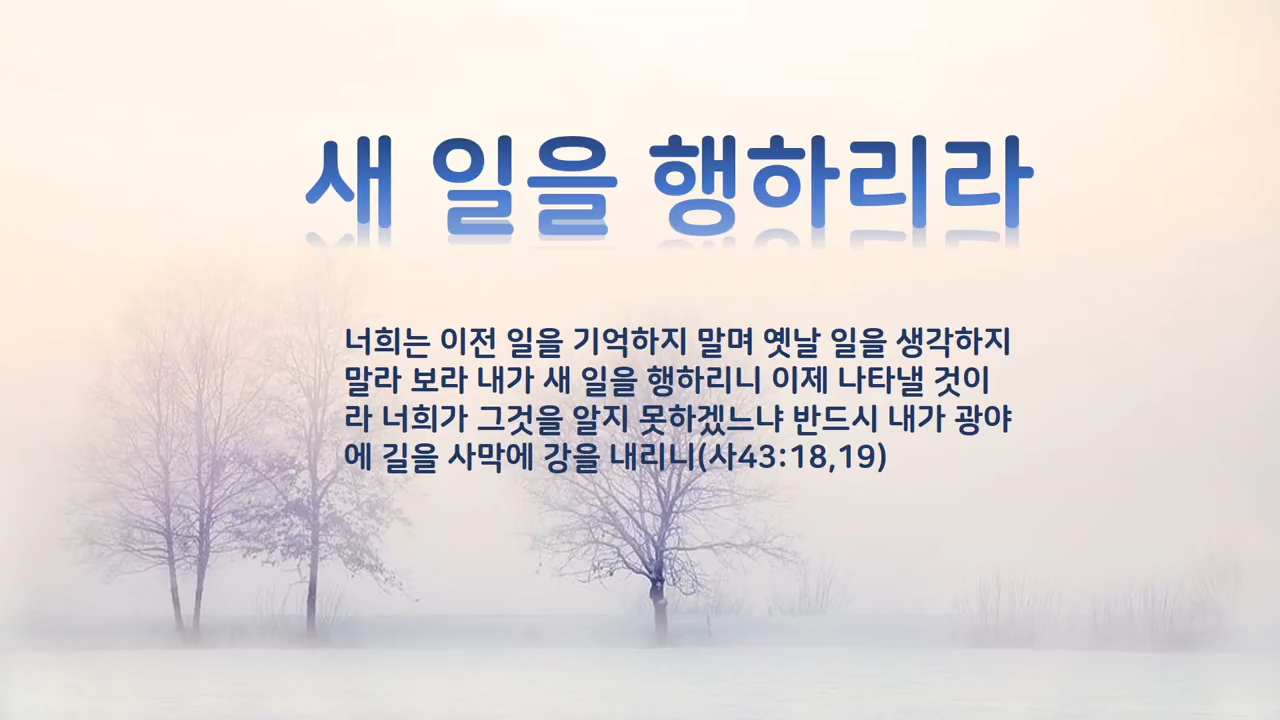 새 일을 행하리라
너희는 이전 일을 기억하지 말며 옛날 일을 생각하지
말라 보라 내가 새 일을 행하리니 이제 나타낼 것이
라 너희가 그것을 알지 못하겠느냐 반드시 내가 광야
에 길을 사막에 강을 내리니(사43:18,19)